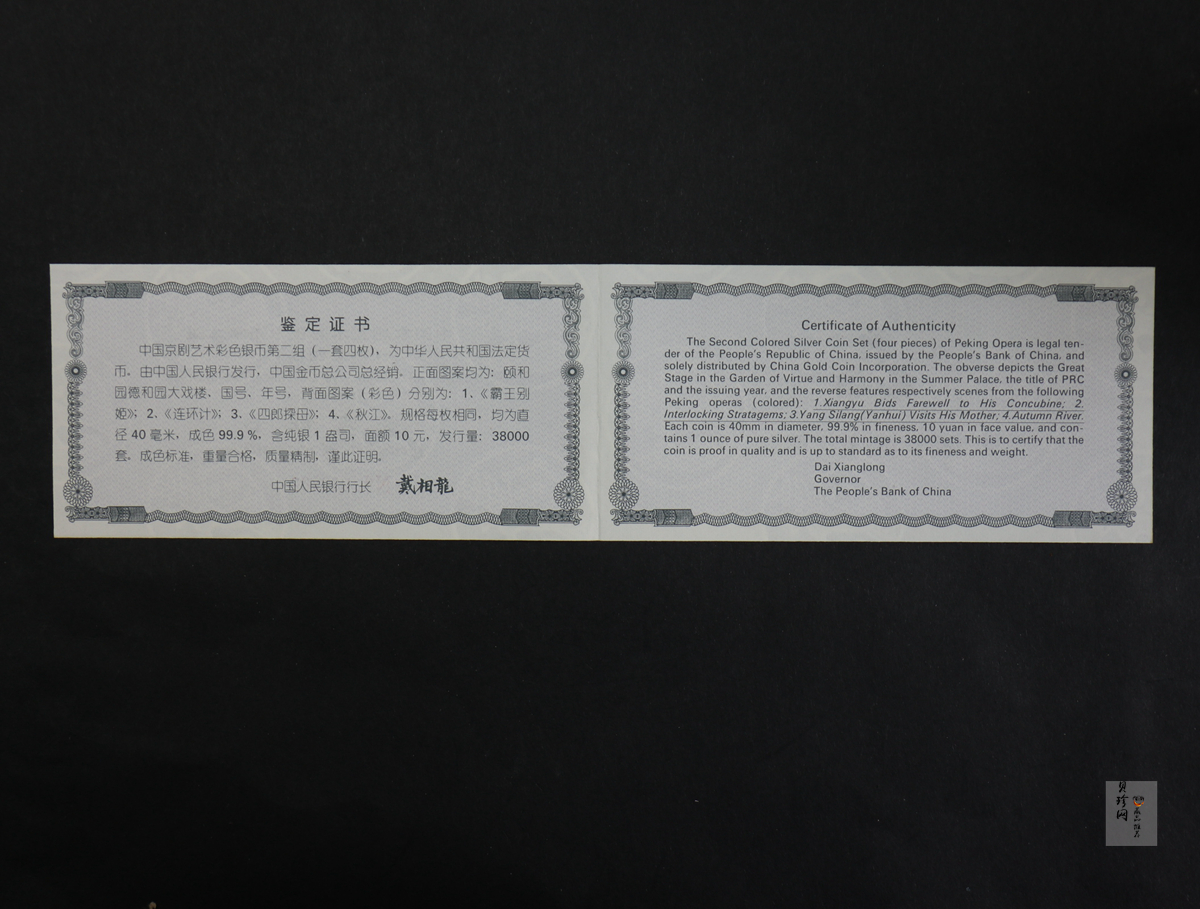 鉴定证书
中国京剧艺术彩色银币第二组（一套四枚），为中华人民共和国法定货
币。由中国人民银行发行，中国金币总公司总经销。正面图案均为：颐和
园德和园大戏楼，国号、年号，背面图案（彩色）分别为：1、《霸王别
姬》；2、《连环计》；3、《四郎探母》；4、《秋江》。规格每枚相同，均为直
径40毫米，成色99.9%，含纯银1盎司，面额10元，发行量：38000
套。成色标准，重量合格，质量精制，谨此证明。
中国人民银行行长 戴相龍
Certificate of Authenticity
The Second Colored Silver Coin Set (four pieces) of Peking Opera is legal ten-
der of the People's Republic of China, issued by the People's Bank of China, and
solely distributed by China Gold Coin Incorporation. The obverse depicts the Great
Stage in the Garden of Virtue and Harmony in the Summer Palace, the title of PRC
and the issuing year, and the reverse features respectively scenes from the following
Peking operas (colored): 1.Xiangyu Bids Farewell to His Concubine; 2.
Interlocking Stratagems; 3.Yang Silang(Yanhui) Visits His Mother; 4.Autumn River.
Each coin is 40mm in diameter, 99.9% in fineness, 10 yuan in face value, and con-
tains 1 ounce of pure silver. The total mintage is 38000 sets. This is to certify that the
coin is proof in quality and is up to standard as to its fineness and weight.
Dai Xianglong
Governor
The People's Bank of China
貝珍网